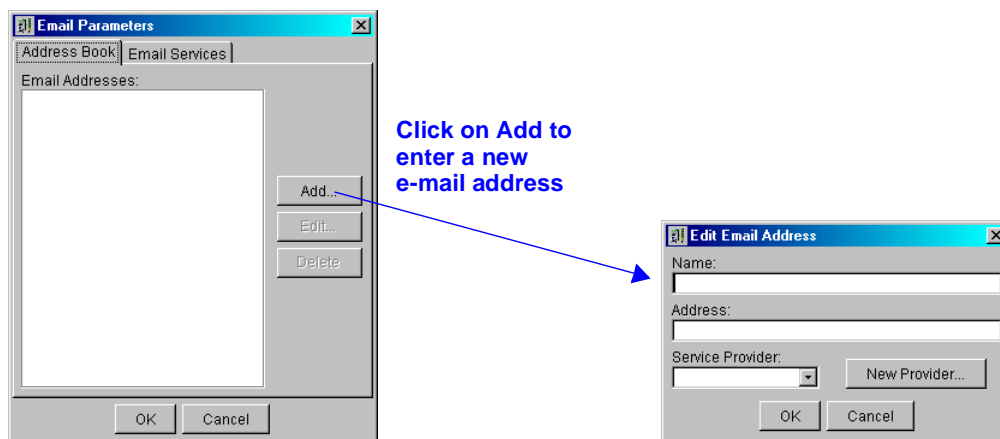 Email Parameters
Address Book Email Services
Email Addresses:
Add...
Edit...
Delete
OK Cancel
Click on Add to
enter a new
e-mail address
Edit Email Address
Name:
Address:
Service Provider:
New Provider...
OK Cancel